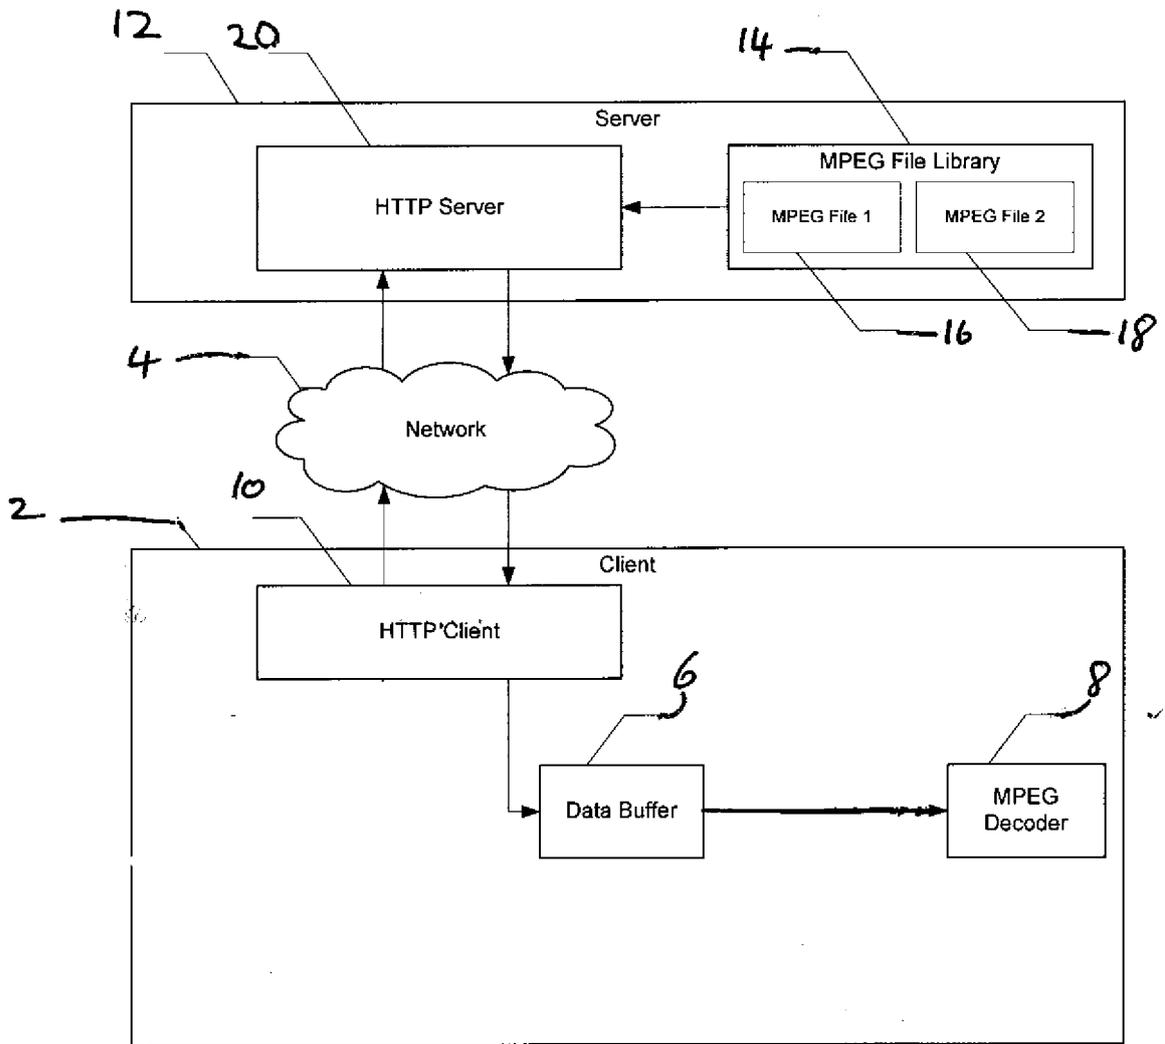 12
20
14
Server
MPEG File Library
HTTP Server
MPEG File 1
MPEG File 2
16
18
4
Network
10
2
Client
HTTP Client
6
8
Data Buffer
MPEG
Decoder